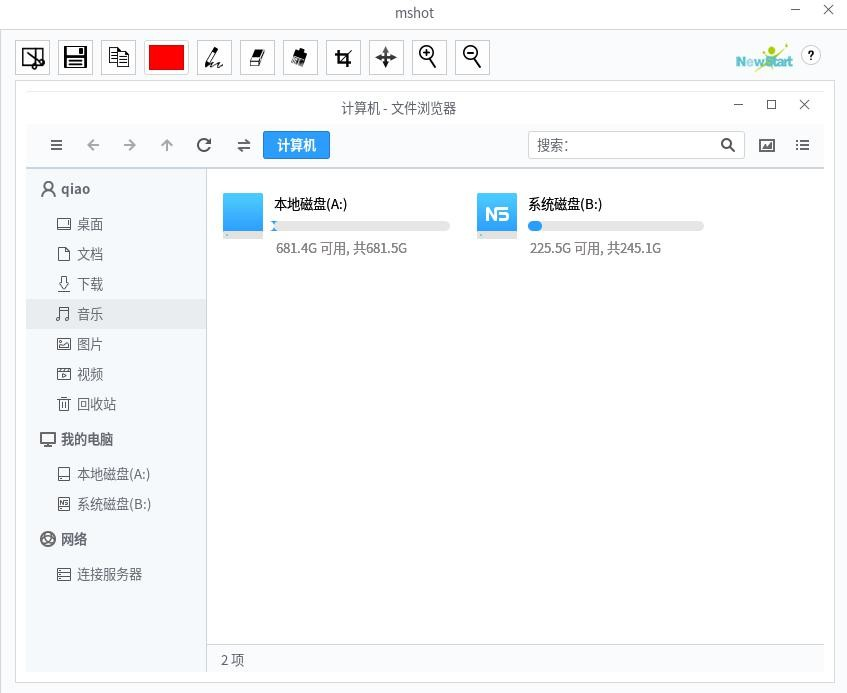 mshot
NewStart
?
计算机 - 文件浏览器
计算机
搜索:
qiao
桌面
文档
下载
音乐
图片
视频
回收站
我的电脑
本地磁盘(A:)
系统磁盘(B:)
网络
连接服务器
本地磁盘(A:)
681.4G 可用, 共681.5G
NS
系统磁盘(B:)
225.5G 可用, 共245.1G
2 项